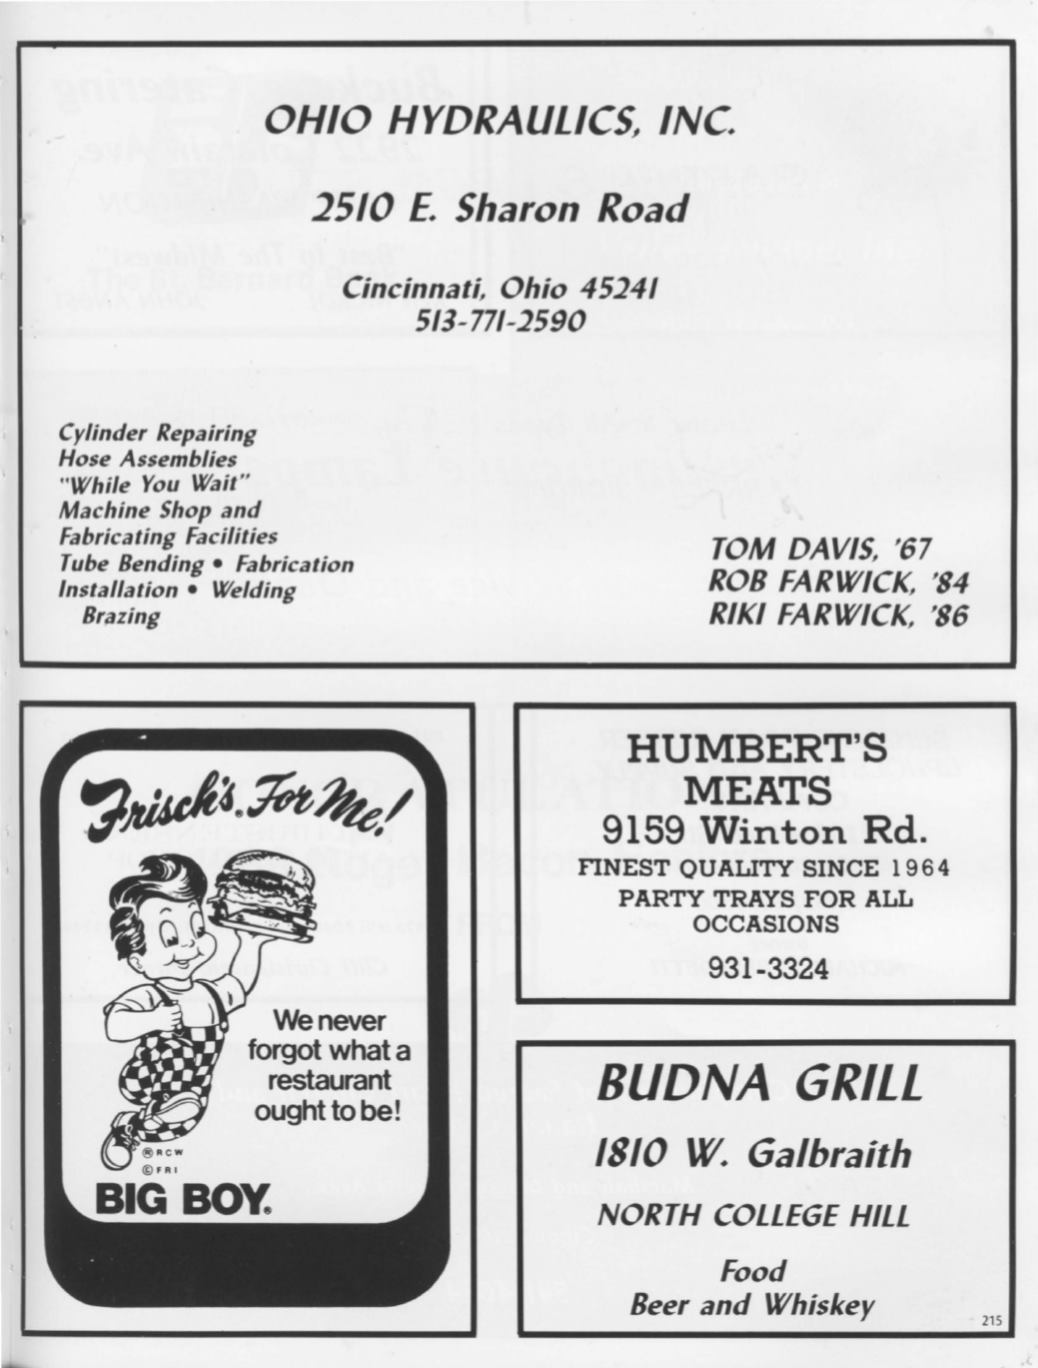 OHIO HYDRAULICS, INC.
2510 E. Sharon Road
Cincinnati, Ohio 45241
513-771-2590
Cylinder Repairing
Hose Assemblies
"While You Wait"
Machine Shop and
Fabricating Facilities
Tube Bending • Fabrication
Installation • Welding
Brazing
TOM DAVIS, '67
ROB FARWICK, '84
RIKI FARWICK, '86
Frisch's® For Me!
We never
forgot what a
restaurant
ought to be!
® RCW
© FRI
BIG BOY®
HUMBERT'S
MEATS
9159 Winton Rd.
FINEST QUALITY SINCE 1964
PARTY TRAYS FOR ALL
OCCASIONS
931-3324
BUDNA GRILL
1810 W. Galbraith
NORTH COLLEGE HILL
Food
Beer and Whiskey
215